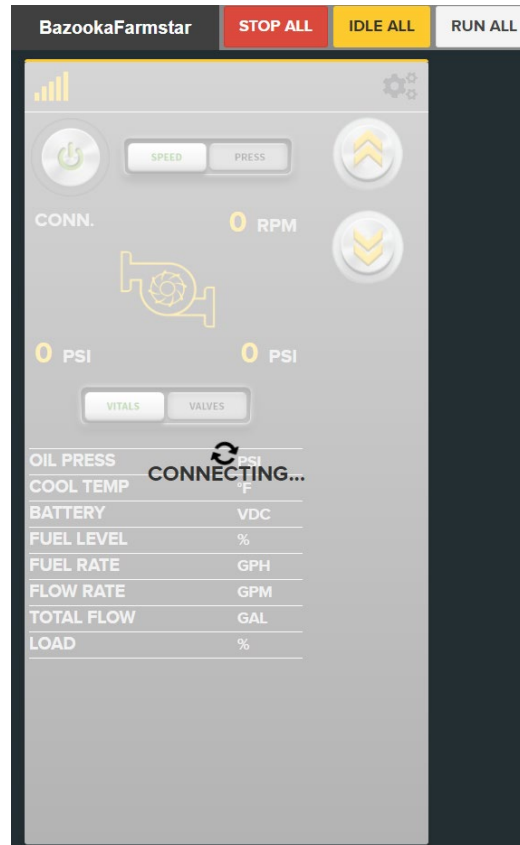 BazookaFarmstar STOP ALL IDLE ALL RUN ALL
SPEED PRESS
CONN. 0 RPM
0 PSI 0 PSI
VITALS VALVES
OIL PRESS PSI
CONNECTING...
COOL TEMP °F
BATTERY VDC
FUEL LEVEL %
FUEL RATE GPH
FLOW RATE GPM
TOTAL FLOW GAL
LOAD %